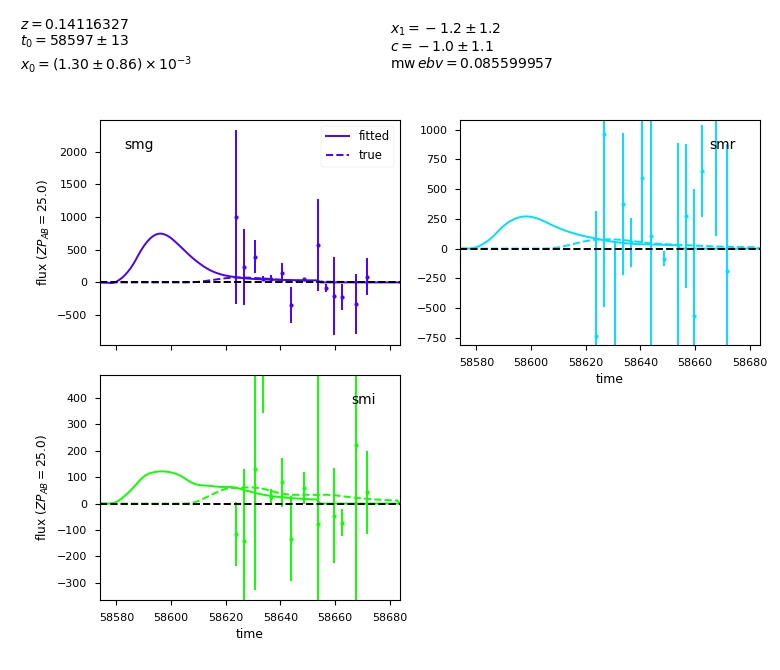 z = 0.14116327
t0 = 58597 ± 13
x0 = (1.30 ± 0.86) × 10^−3
x1 = −1.2 ± 1.2
c = −1.0 ± 1.1
mw ebv = 0.085599957
smg
fitted
true
2000
1500
1000
500
0
−500
flux (ZP_AB = 25.0)
smr
1000
750
500
250
0
−250
−500
−750
58580 58600 58620 58640 58660 58680
time
smi
400
300
200
100
0
−100
−200
−300
flux (ZP_AB = 25.0)
58580 58600 58620 58640 58660 58680
time